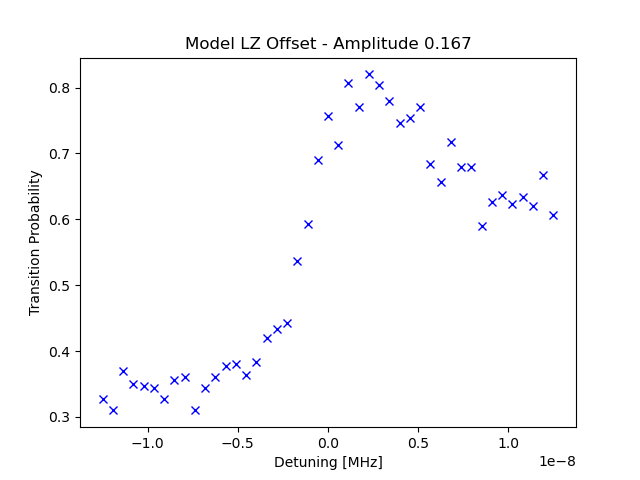 Model LZ Offset - Amplitude 0.167
Transition Probability
0.8
0.7
0.6
0.5
0.4
0.3
−1.0 −0.5 0.0 0.5 1.0
1e−8
Detuning [MHz]